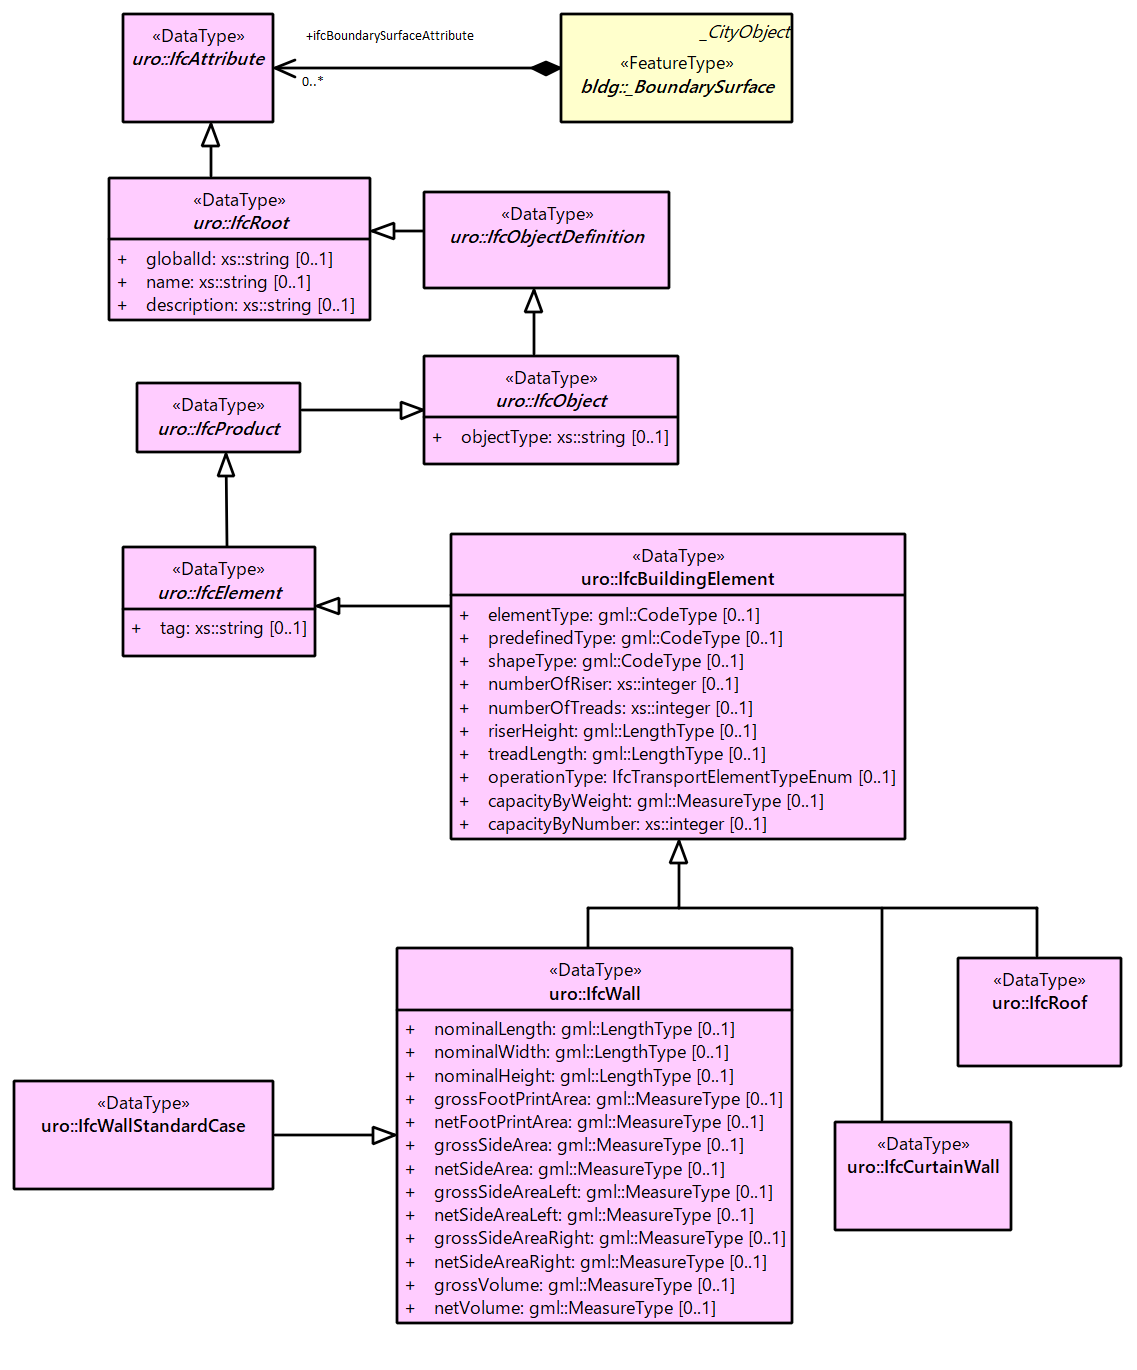 «DataType»
uro::IfcAttribute
+ifcBoundarySurfaceAttribute
0..*
_CityObject
«FeatureType»
bldg::_BoundarySurface
«DataType»
uro::IfcRoot
+ globalId: xs::string [0..1]
+ name: xs::string [0..1]
+ description: xs::string [0..1]
«DataType»
uro::IfcObjectDefinition
«DataType»
uro::IfcProduct
«DataType»
uro::IfcObject
+ objectType: xs::string [0..1]
«DataType»
uro::IfcElement
+ tag: xs::string [0..1]
«DataType»
uro::IfcBuildingElement
+ elementType: gml::CodeType [0..1]
+ predefinedType: gml::CodeType [0..1]
+ shapeType: gml::CodeType [0..1]
+ numberOfRiser: xs::integer [0..1]
+ numberOfTreads: xs::integer [0..1]
+ riserHeight: gml::LengthType [0..1]
+ treadLength: gml::LengthType [0..1]
+ operationType: IfcTransportElementTypeEnum [0..1]
+ capacityByWeight: gml::MeasureType [0..1]
+ capacityByNumber: xs::integer [0..1]
«DataType»
uro::IfcWall
+ nominalLength: gml::LengthType [0..1]
+ nominalWidth: gml::LengthType [0..1]
+ nominalHeight: gml::LengthType [0..1]
+ grossFootPrintArea: gml::MeasureType [0..1]
+ netFootPrintArea: gml::MeasureType [0..1]
+ grossSideArea: gml::MeasureType [0..1]
+ netSideArea: gml::MeasureType [0..1]
+ grossSideAreaLeft: gml::MeasureType [0..1]
+ netSideAreaLeft: gml::MeasureType [0..1]
+ grossSideAreaRight: gml::MeasureType [0..1]
+ netSideAreaRight: gml::MeasureType [0..1]
+ grossVolume: gml::MeasureType [0..1]
+ netVolume: gml::MeasureType [0..1]
«DataType»
uro::IfcRoof
«DataType»
uro::IfcWallStandardCase
«DataType»
uro::IfcCurtainWall